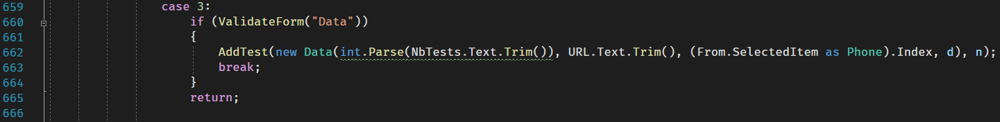 659 case 3:
660 if (ValidateForm("Data"))
661 {
662 AddTest(new Data(int.Parse(NbTests.Text.Trim()), URL.Text.Trim(), (From.SelectedItem as Phone).Index, d), n);
663 break;
664 }
665 return;
666